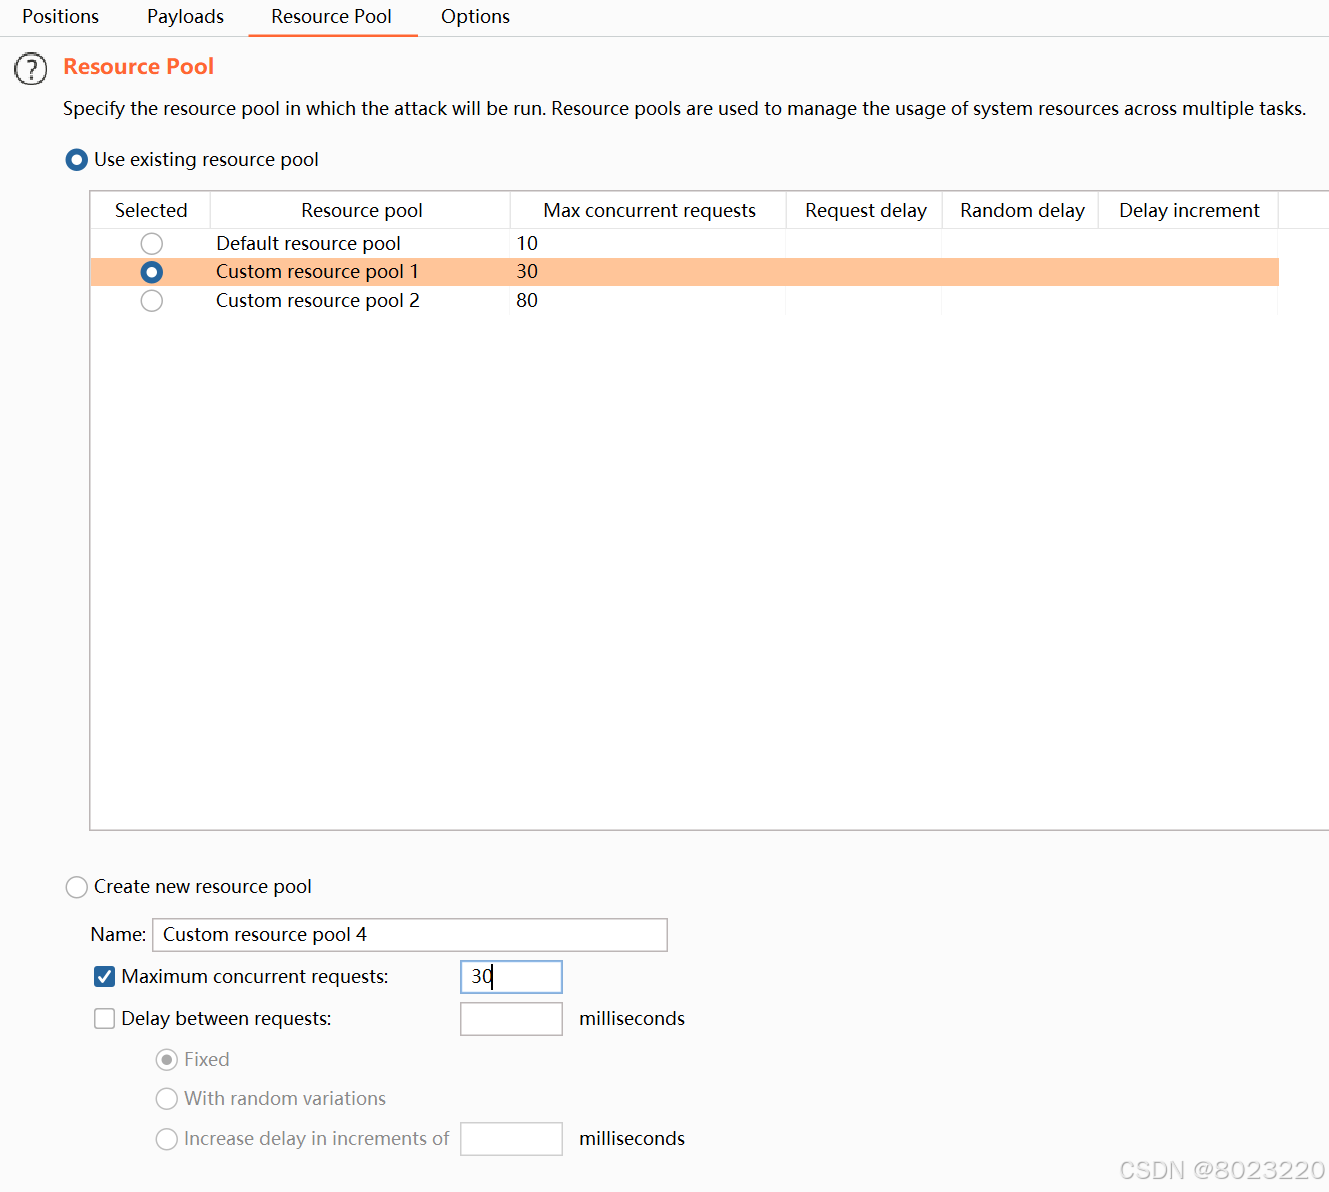 Positions Payloads Resource Pool Options
? Resource Pool
Specify the resource pool in which the attack will be run. Resource pools are used to manage the usage of system resources across multiple tasks.
Use existing resource pool
Selected Resource pool Max concurrent requests Request delay Random delay Delay increment
Default resource pool 10
Custom resource pool 1 30
Custom resource pool 2 80
Create new resource pool
Name: Custom resource pool 4
Maximum concurrent requests: 30
Delay between requests: milliseconds
Fixed
With random variations
Increase delay in increments of milliseconds
CSDN @8023220